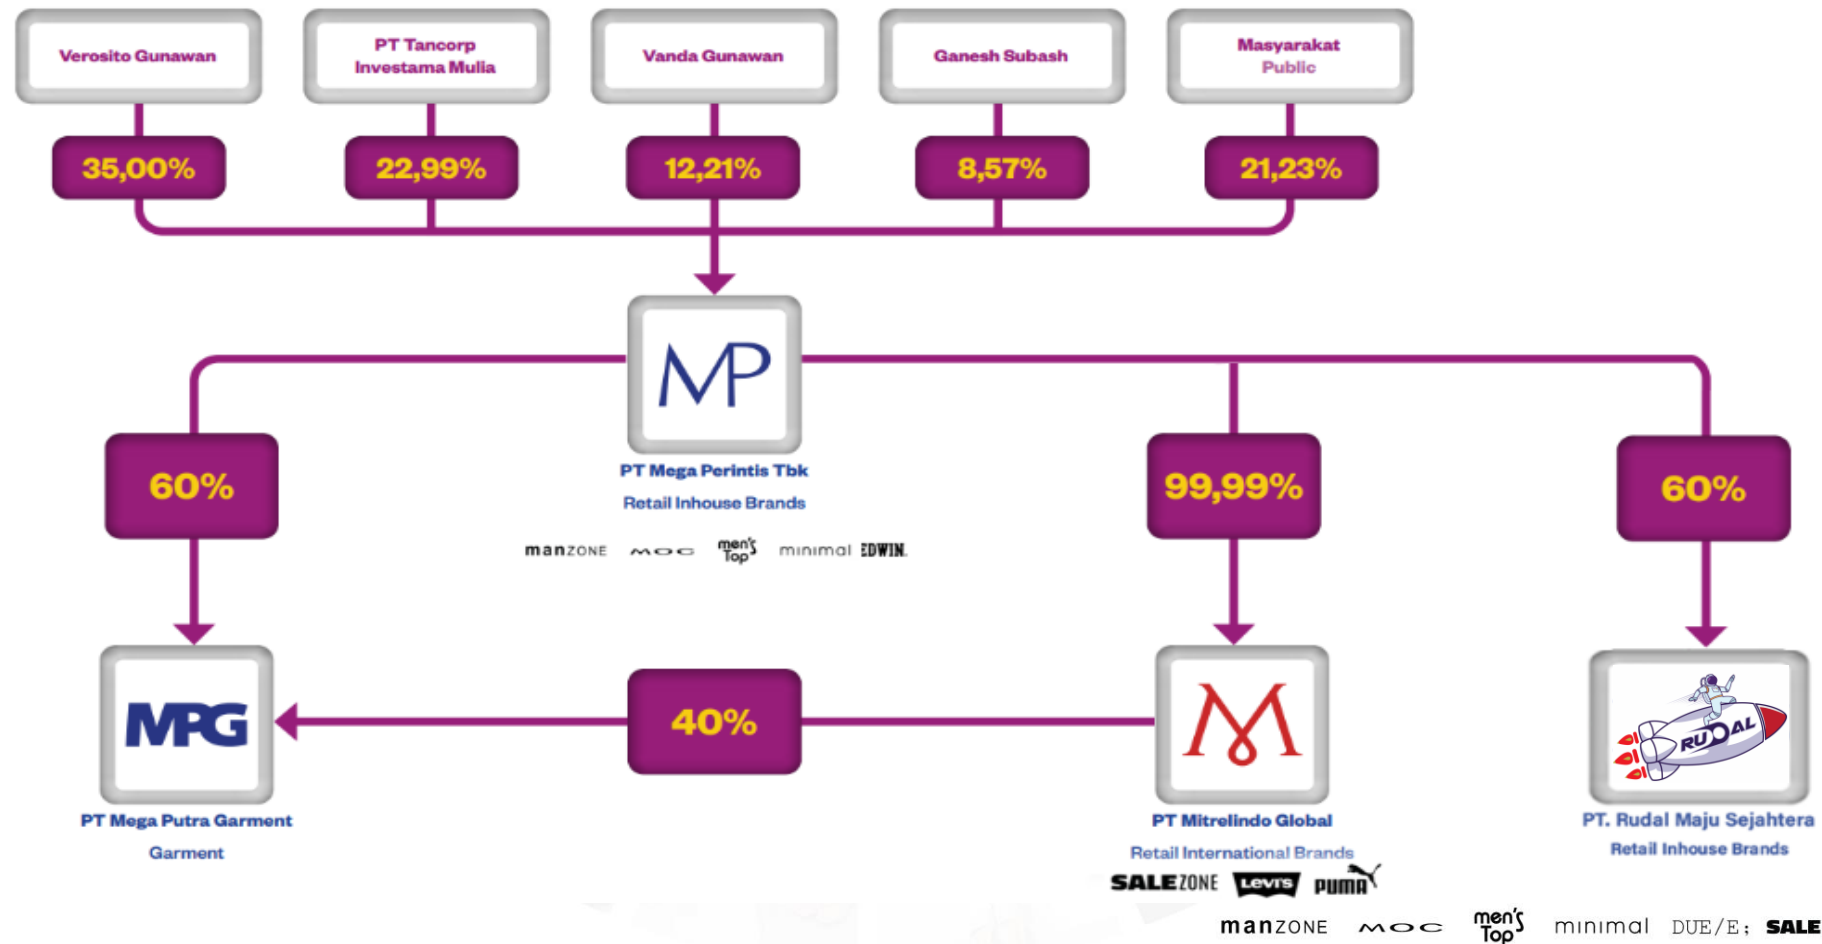 Verosito Gunawan
PT Tancorp
Investama Mulia
Vanda Gunawan
Ganesh Subash
Masyarakat
Public
35,00%
22,99%
12,21%
8,57%
21,23%
MP
PT Mega Perintis Tbk
Retail Inhouse Brands
manZONE MOC men's Top minimal EDWIN.
60%
99,99%
60%
MPG
PT Mega Putra Garment
Garment
40%
M
PT Mitrelindo Global
Retail International Brands
SALEZONE LEVI'S PUMA
RUDAL
PT. Rudal Maju Sejahtera
Retail Inhouse Brands
manZONE MOC men's Top minimal DUE/E; SALE